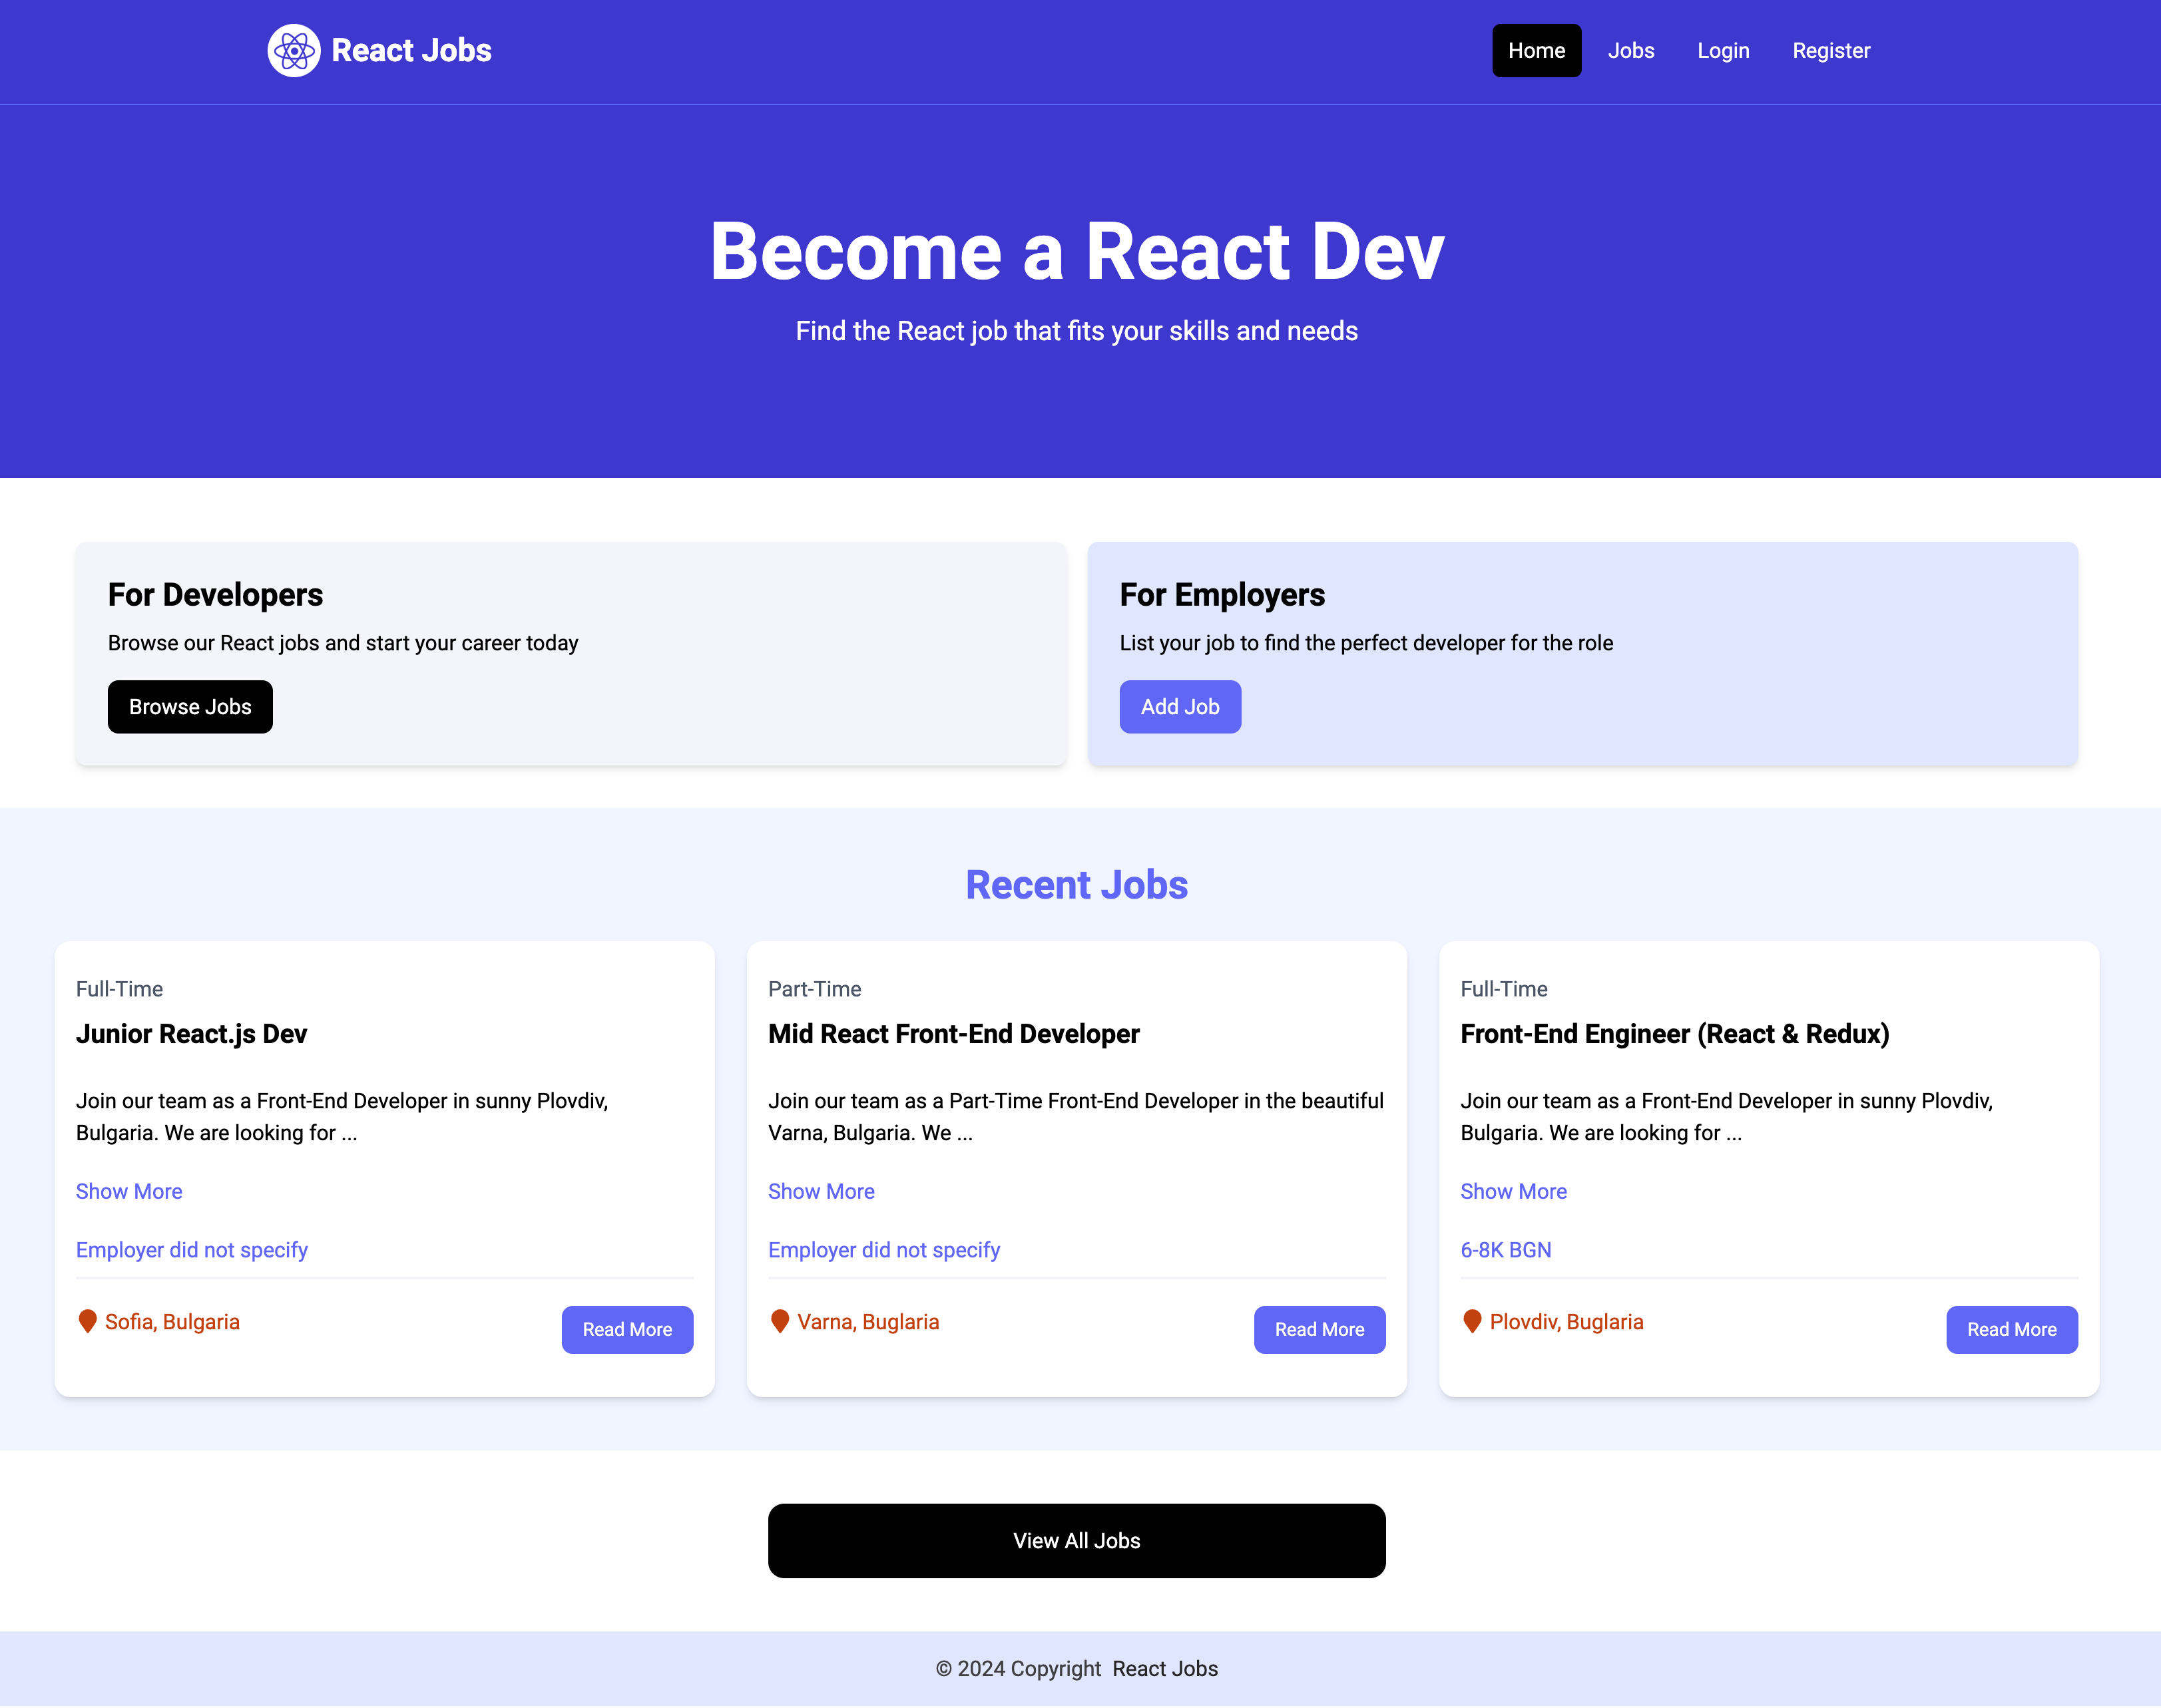 React Jobs
Home Jobs Login Register
Become a React Dev
Find the React job that fits your skills and needs
For Developers
Browse our React jobs and start your career today
Browse Jobs
For Employers
List your job to find the perfect developer for the role
Add Job
Recent Jobs
Full-Time
Junior React.js Dev
Join our team as a Front-End Developer in sunny Plovdiv,
Bulgaria. We are looking for ...
Show More
Employer did not specify
Sofia, Bulgaria
Read More
Part-Time
Mid React Front-End Developer
Join our team as a Part-Time Front-End Developer in the beautiful
Varna, Bulgaria. We ...
Show More
Employer did not specify
Varna, Buglaria
Read More
Full-Time
Front-End Engineer (React & Redux)
Join our team as a Front-End Developer in sunny Plovdiv,
Bulgaria. We are looking for ...
Show More
6-8K BGN
Plovdiv, Buglaria
Read More
View All Jobs
© 2024 Copyright React Jobs